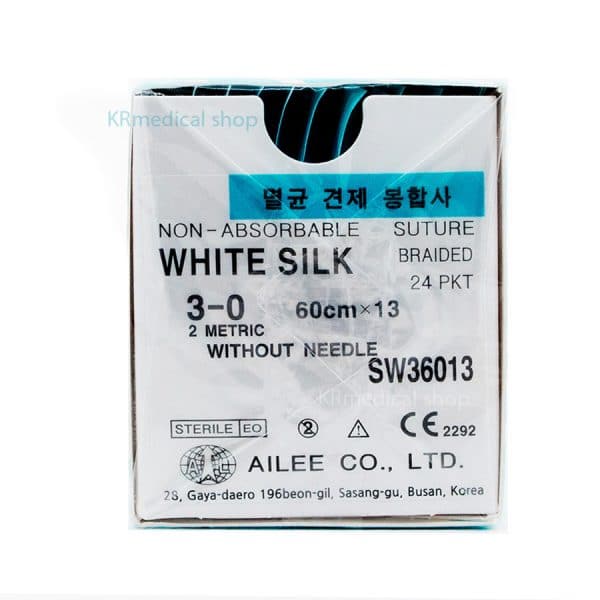 KRmedical shop
멸균 견제 봉합사
NON-ABSORBABLE SUTURE
WHITE SILK BRAIDED
24 PKT
3-0 60cm×13
2 METRIC
WITHOUT NEEDLE
SW36013
KRmedical shop
STERILE EO 2 CE 2292
AILEE CO., LTD.
28, Gaya-daero 196beon-gil, Sasang-gu, Busan, Korea